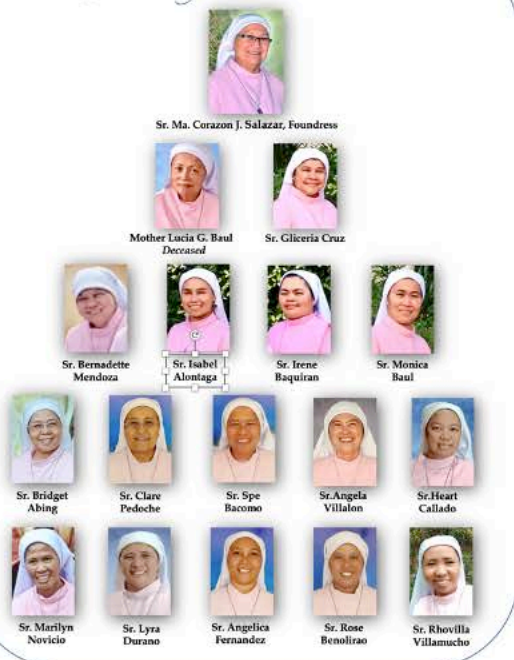 Sr. Ma. Corazon J. Salazar, Foundress
Mother Lucia G. Baul
Deceased
Sr. Gliceria Cruz
Sr. Bernadette
Mendoza
Sr. Isabel
Alontaga
Sr. Irene
Baquiran
Sr. Monica
Baul
Sr. Bridget
Abing
Sr. Clare
Pedoche
Sr. Spe
Bacomo
Sr.Angela
Villalon
Sr.Heart
Callado
Sr. Marilyn
Novicio
Sr. Lyra
Durano
Sr. Angelica
Fernandez
Sr. Rose
Benolirao
Sr. Rhovilla
Villamucho